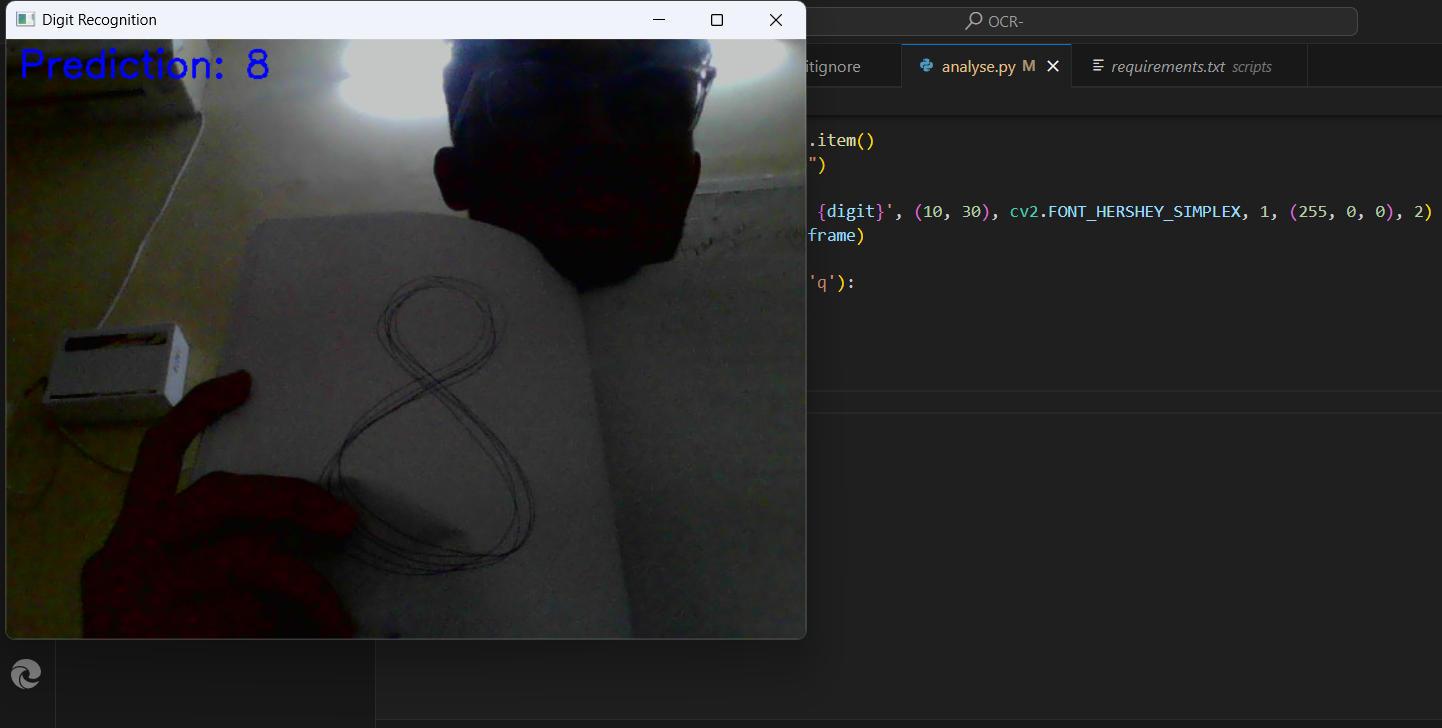 Digit Recognition
Prediction: 8
8
OCR-
itignore
analyse.py M
requirements.txt scripts
.item()
")
{digit}', (10, 30), cv2.FONT_HERSHEY_SIMPLEX, 1, (255, 0, 0), 2)
frame)
'q'):